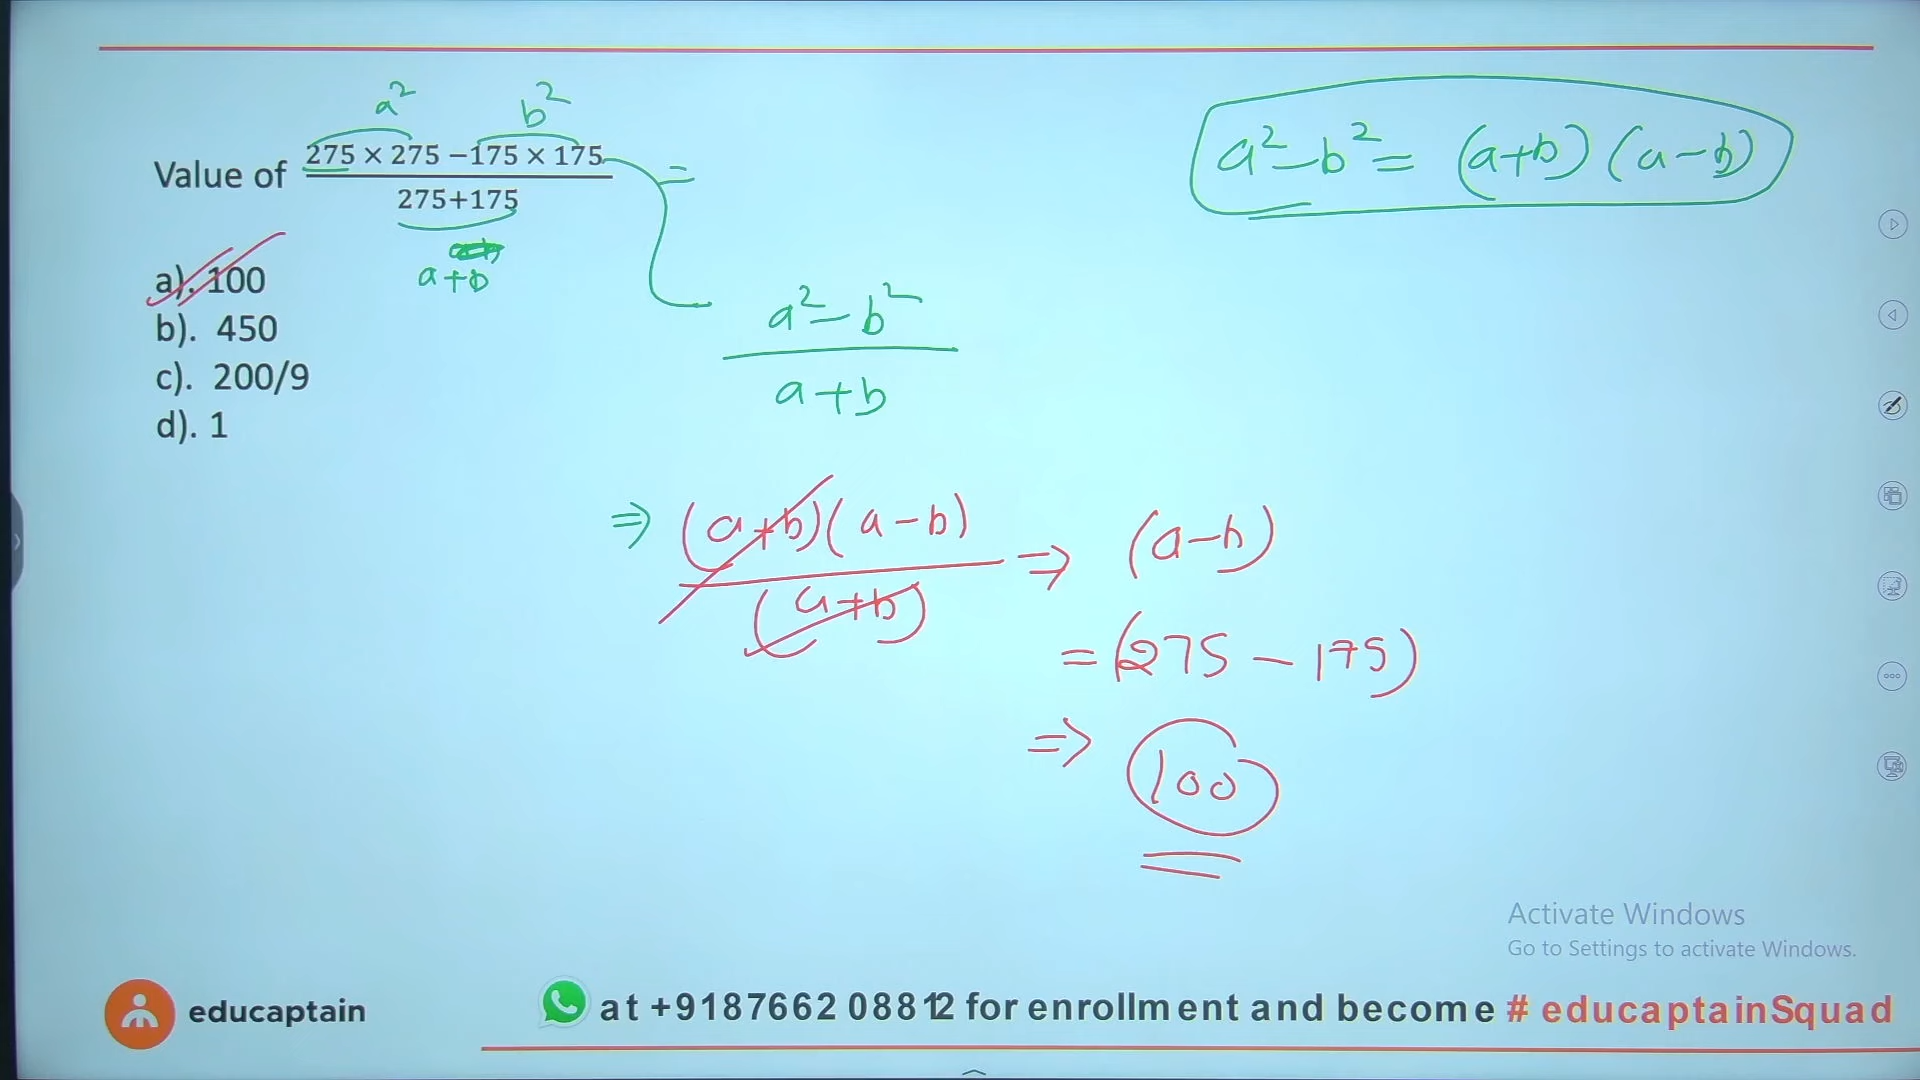 a² b²
Value of 275 × 275 – 175 × 175 / 275+175 =
a+b
a² – b² = (a+b) (a–b)
a). 100
b). 450
c). 200/9
d). 1
a² – b² / a+b
⇒ (a+b)(a–b) / (a+b) ⇒ (a–b)
= (275 – 175)
⇒ 100
Activate Windows
Go to Settings to activate Windows.
educaptain
at +9187662 08812 for enrollment and become # educaptainSquad